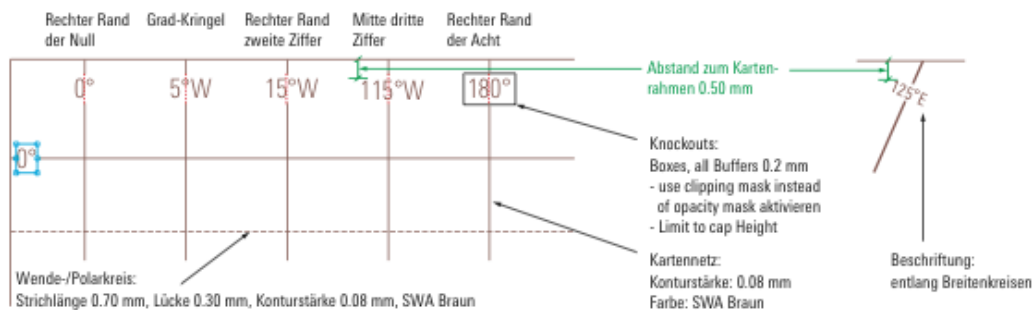 Rechter Rand
der Null
Grad-Kringel
Rechter Rand
zweite Ziffer
Mitte dritte
Ziffer
Rechter Rand
der Acht
0°
5°W
15°W
115°W
180°
Abstand zum Karten-
rahmen 0.50 mm
125°E
0°
Knockouts:
Boxes, all Buffers 0.2 mm
- use clipping mask instead
of opacity mask aktivieren
- Limit to cap Height
Wende-/Polarkreis:
Strichlänge 0.70 mm, Lücke 0.30 mm, Konturstärke 0.08 mm, SWA Braun
Kartennetz:
Konturstärke: 0.08 mm
Farbe: SWA Braun
Beschriftung:
entlang Breitenkreisen